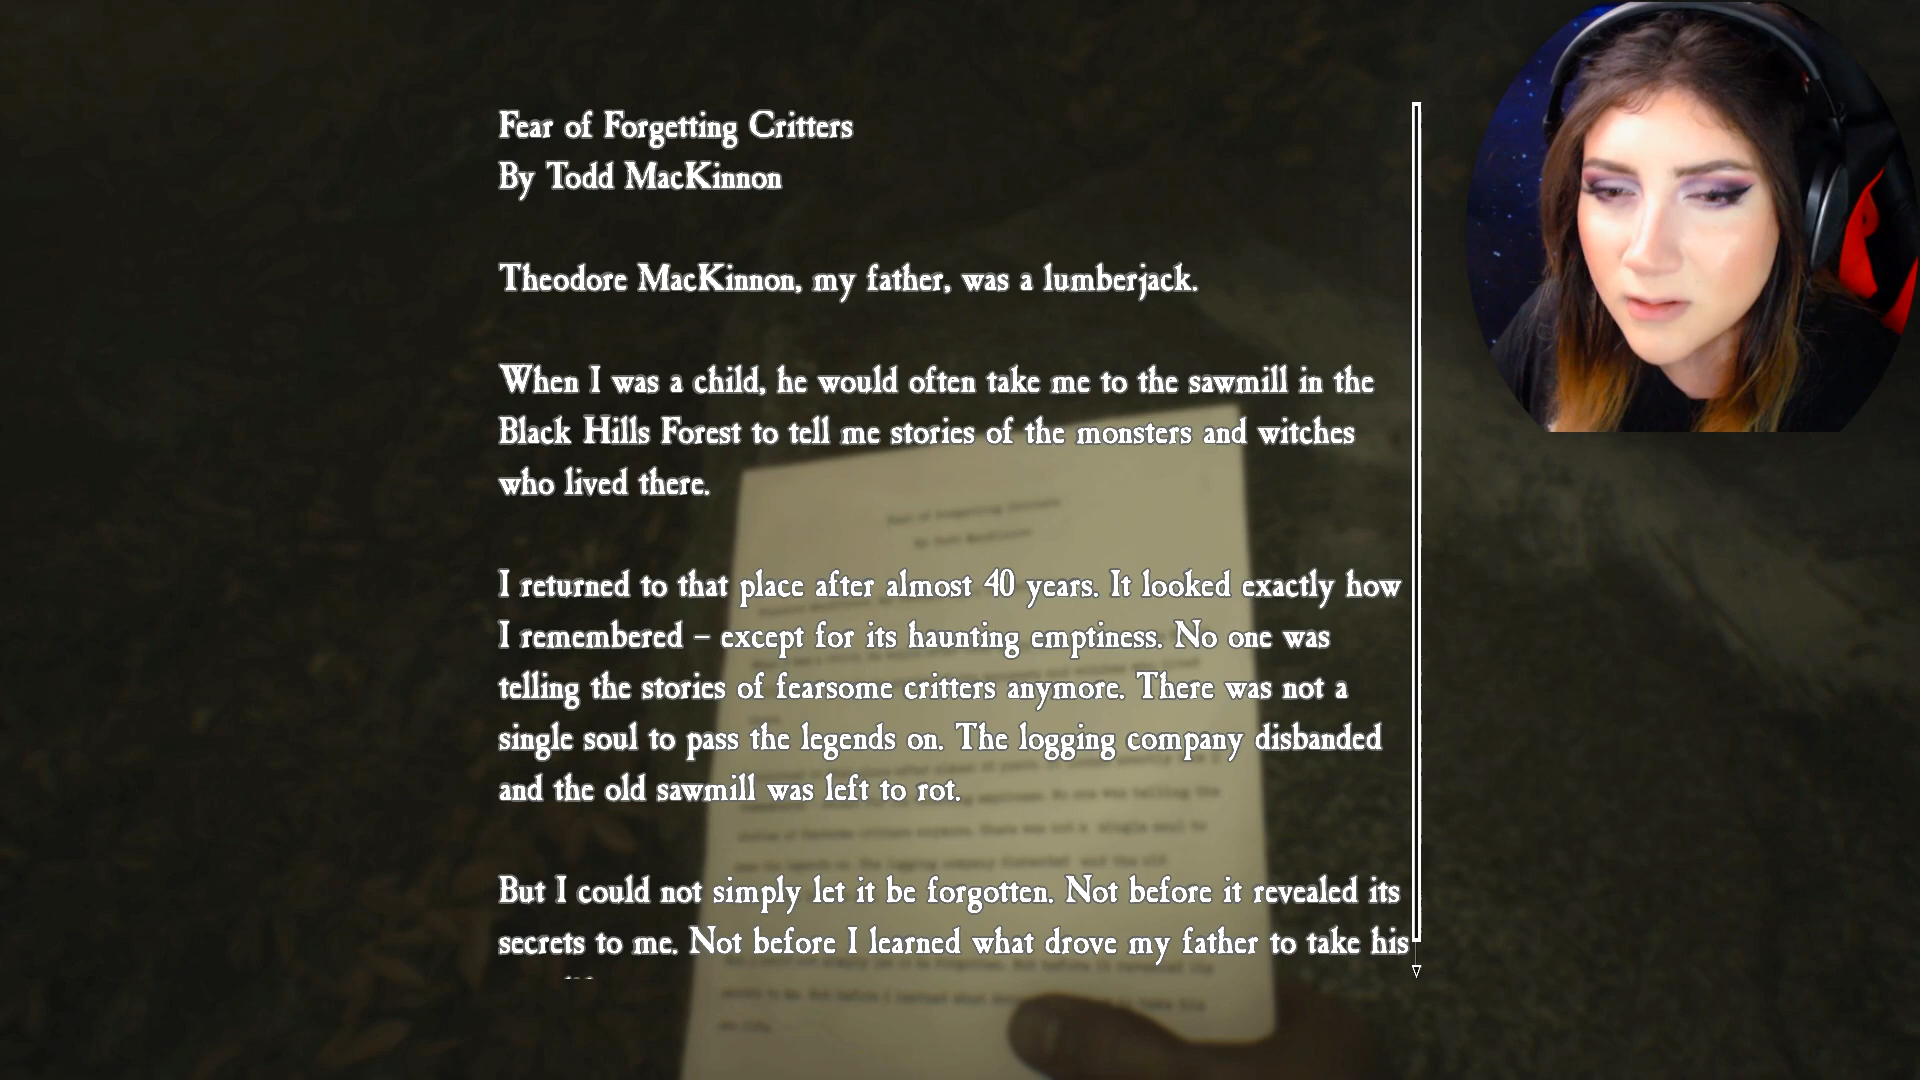 Fear of Forgetting Critters
By Todd MacKinnon
Theodore MacKinnon, my father, was a lumberjack.
When I was a child, he would often take me to the sawmill in the
Black Hills Forest to tell me stories of the monsters and witches
who lived there.
I returned to that place after almost 40 years. It looked exactly how
I remembered – except for its haunting emptiness. No one was
telling the stories of fearsome critters anymore. There was not a
single soul to pass the legends on. The logging company disbanded
and the old sawmill was left to rot.
But I could not simply let it be forgotten. Not before it revealed its
secrets to me. Not before I learned what drove my father to take his